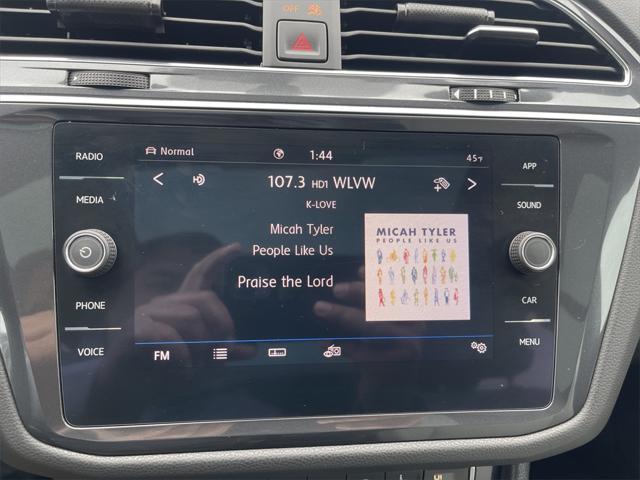 OFF
RADIO
MEDIA
PHONE
VOICE
Normal
1:44
45°F
107.3 HD1 WLVW
K-LOVE
Micah Tyler
People Like Us
Praise the Lord
MICAH TYLER
PEOPLE LIKE US
FM
APP
SOUND
CAR
MENU